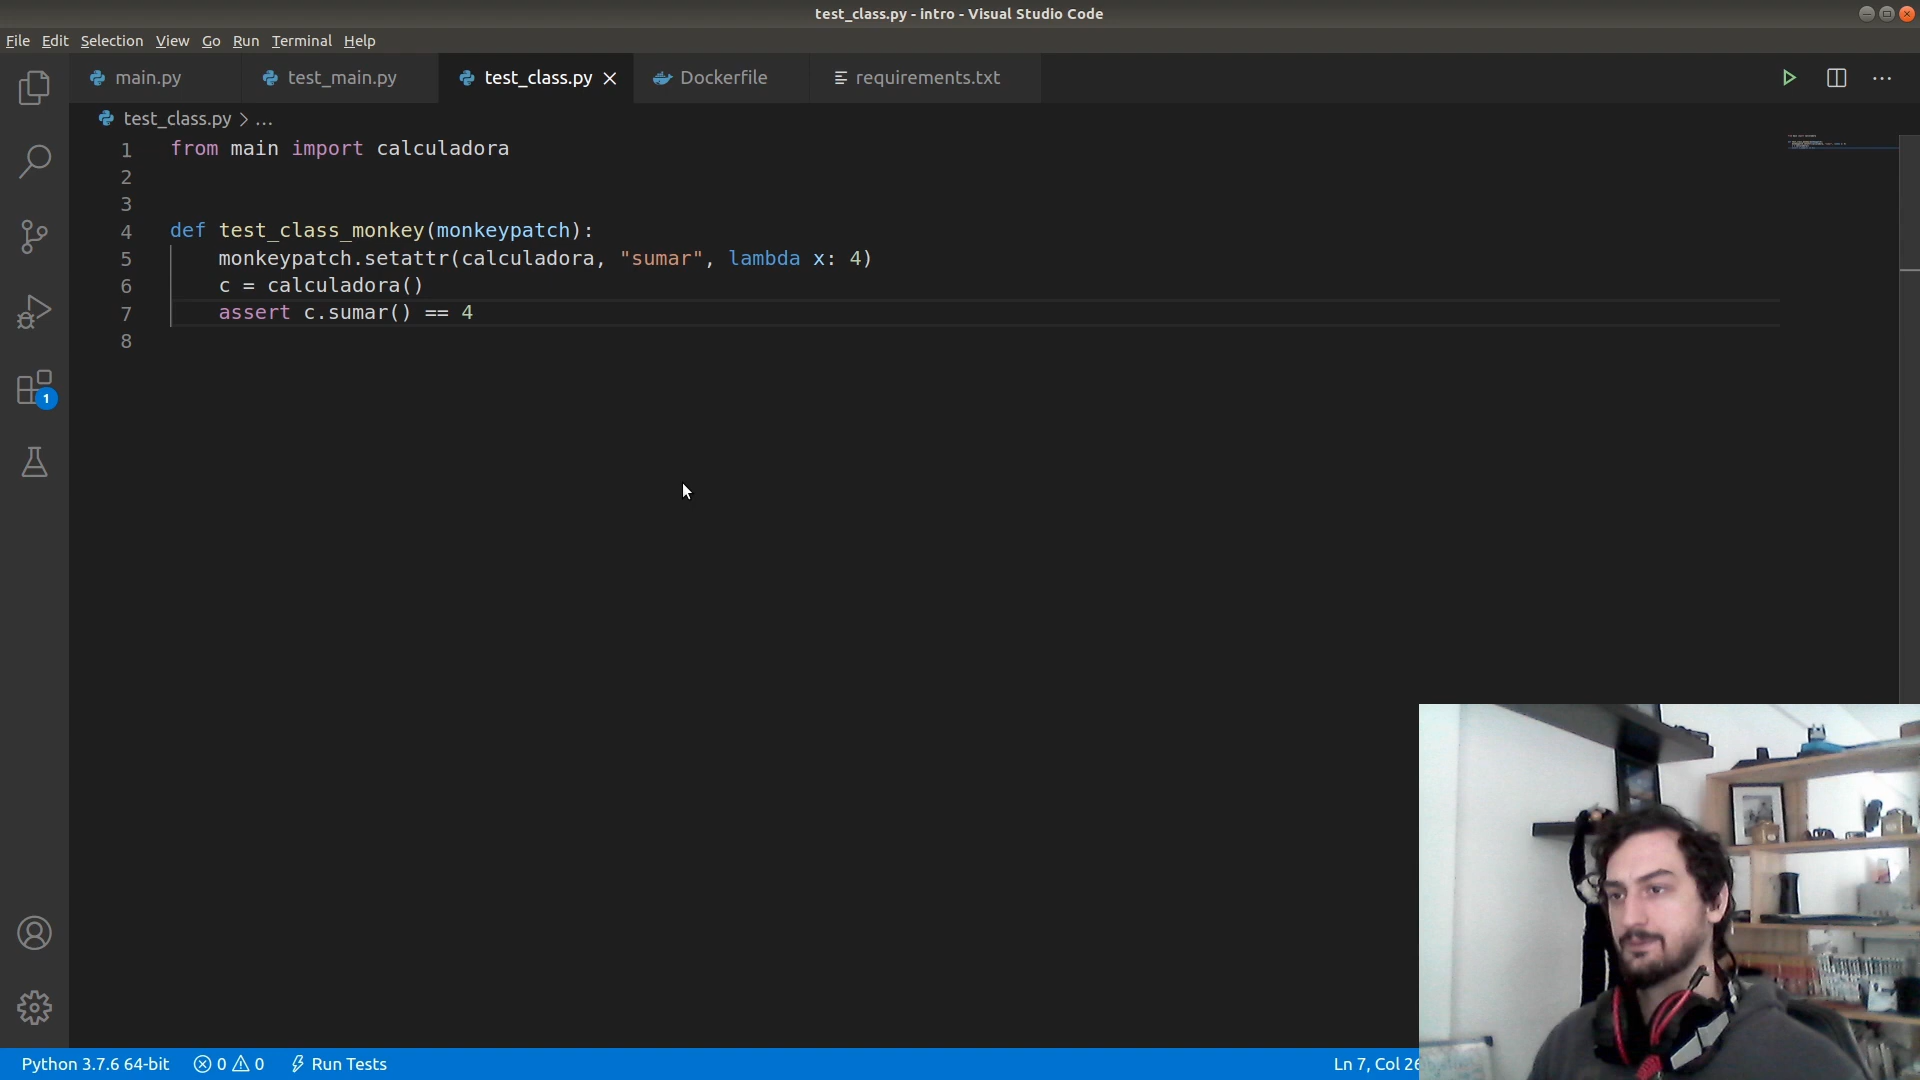 test_class.py - intro - Visual Studio Code
File Edit Selection View Go Run Terminal Help
main.py test_main.py test_class.py Dockerfile requirements.txt
test_class.py > ...
1 from main import calculadora
2
3
4 def test_class_monkey(monkeypatch):
5 monkeypatch.setattr(calculadora, "sumar", lambda x: 4)
6 c = calculadora()
7 assert c.sumar() == 4
8
1
Python 3.7.6 64-bit 0 0 Run Tests Ln 7, Col 26